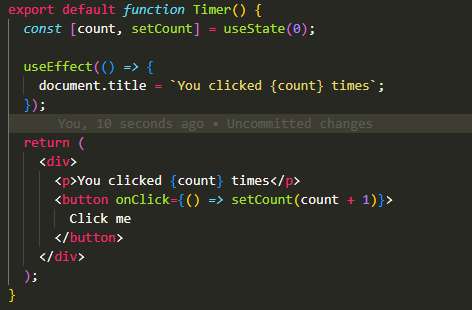 export default function Timer() {
  const [count, setCount] = useState(0);

  useEffect(() => {
    document.title = `You clicked {count} times`;
  });
      You, 10 seconds ago • Uncommitted changes
  return (
    <div>
      <p>You clicked {count} times</p>
      <button onClick={() => setCount(count + 1)}>
        Click me
      </button>
    </div>
  );
}